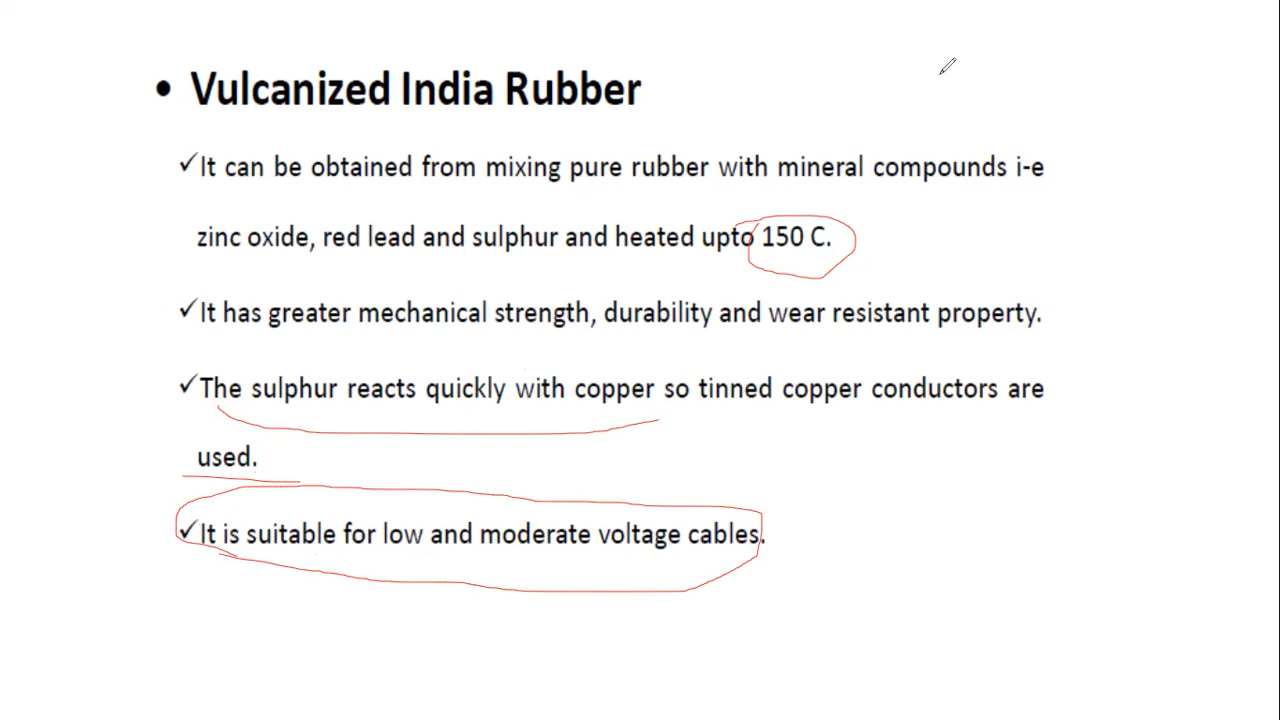 • Vulcanized India Rubber
✓It can be obtained from mixing pure rubber with mineral compounds i-e
zinc oxide, red lead and sulphur and heated upto 150 C.
✓It has greater mechanical strength, durability and wear resistant property.
✓The sulphur reacts quickly with copper so tinned copper conductors are
used.
✓It is suitable for low and moderate voltage cables.